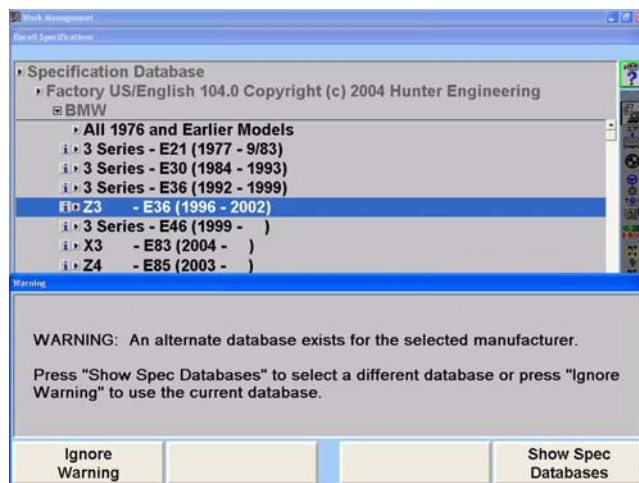 Work Management
Recall Specifications
Specification Database
Factory US/English 104.0 Copyright (c) 2004 Hunter Engineering
BMW
All 1976 and Earlier Models
3 Series - E21 (1977 - 9/83)
3 Series - E30 (1984 - 1993)
3 Series - E36 (1992 - 1999)
Z3 - E36 (1996 - 2002)
3 Series - E46 (1999 - )
X3 - E83 (2004 - )
Z4 - E85 (2003 - )
Warning
WARNING: An alternate database exists for the selected manufacturer.
Press "Show Spec Databases" to select a different database or press "Ignore
Warning" to use the current database.
Ignore
Warning
Show Spec
Databases